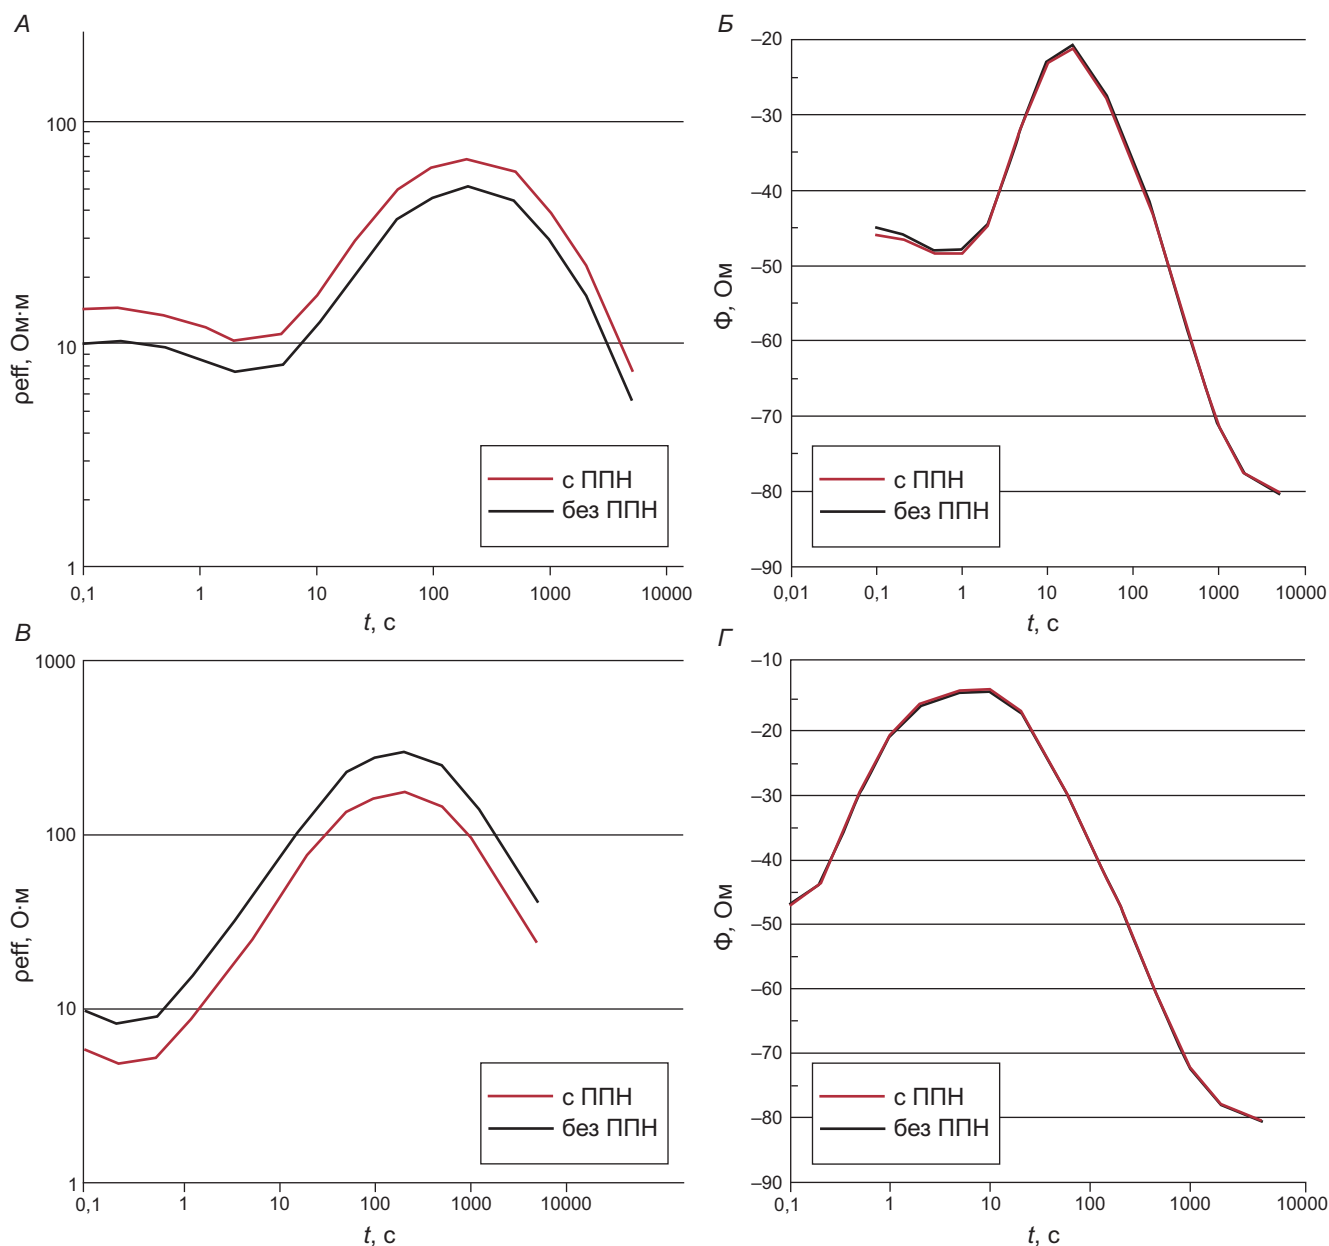 А
100
10
1
ρeff, Ом·м
с ППН
без ППН
0,1 1 10 100 1000 10000
t, с
Б
–20
–30
–40
–50
–60
–70
–80
–90
Φ, Ом
с ППН
без ППН
0,01 0,1 1 10 100 1000 10000
t, с
В
1000
100
10
1
ρeff, О·м
с ППН
без ППН
0,1 1 10 100 1000 10000
t, с
Г
–10
–20
–30
–40
–50
–60
–70
–80
–90
Φ, Ом
с ППН
без ППН
0,1 1 10 100 1000 10000
t, с